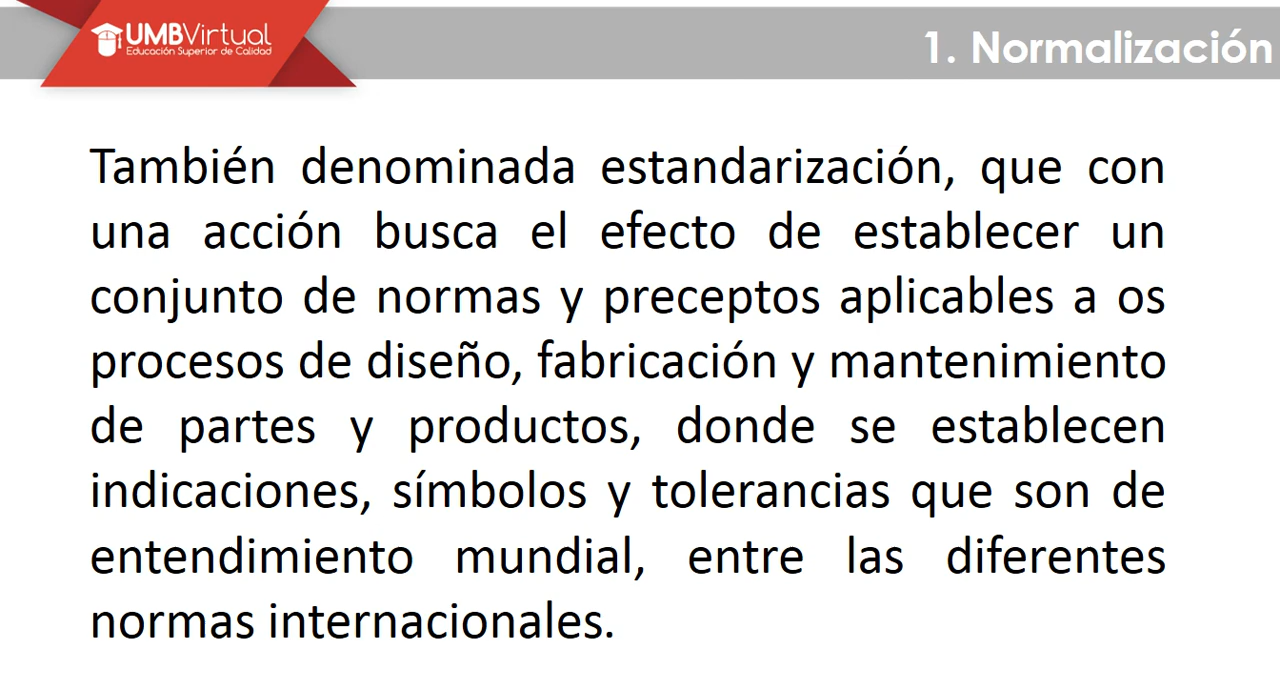 UMBVirtual
Educación Superior de Calidad
1. Normalización
También denominada estandarización, que con
una acción busca el efecto de establecer un
conjunto de normas y preceptos aplicables a os
procesos de diseño, fabricación y mantenimiento
de partes y productos, donde se establecen
indicaciones, símbolos y tolerancias que son de
entendimiento mundial, entre las diferentes
normas internacionales.